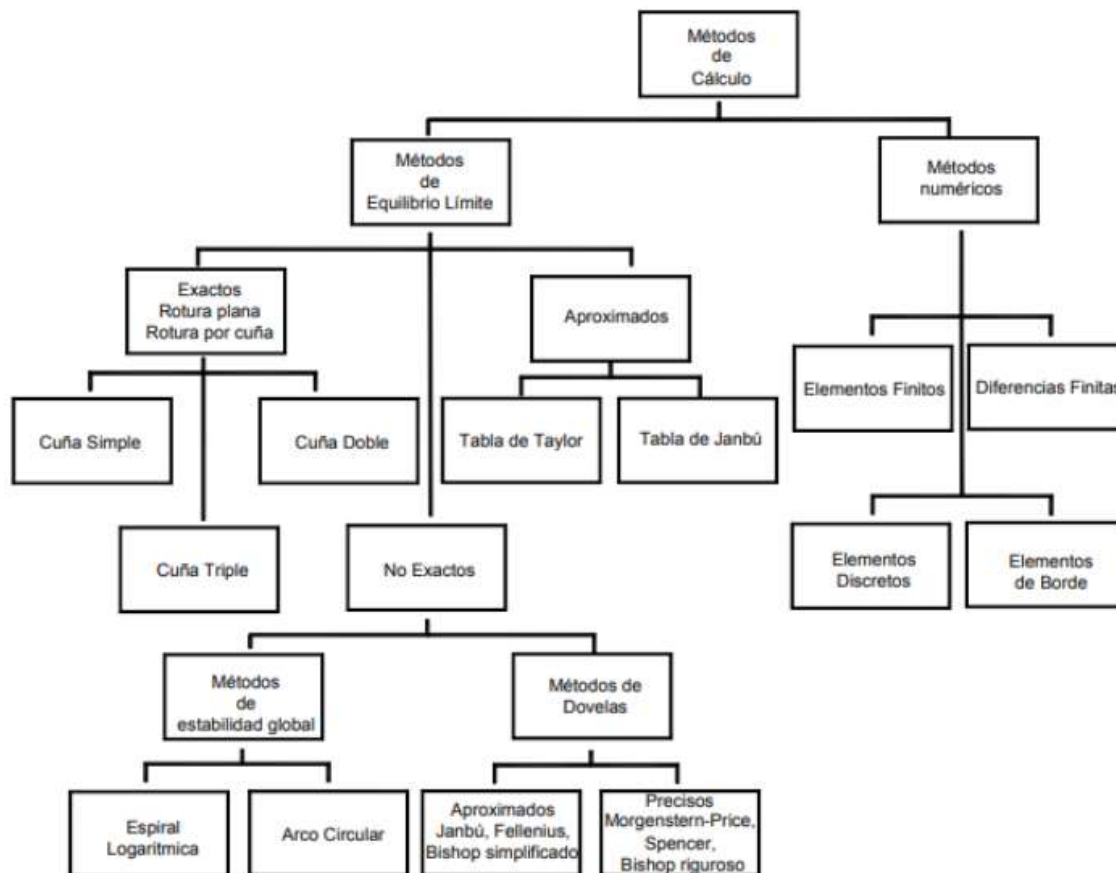 Métodos
de
Cálculo
Métodos
de
Equilibrio Límite
Métodos
numéricos
Exactos
Rotura plana
Rotura por cuña
Aproximados
Elementos Finitos
Diferencias Finitas
Cuña Simple
Cuña Doble
Tabla de Taylor
Tabla de Janbú
Cuña Triple
No Exactos
Elementos
Discretos
Elementos
de Borde
Métodos
de
estabilidad global
Métodos de
Dovelas
Espiral
Logaritmica
Arco Circular
Aproximados
Janbú, Fellenius,
Bishop simplificado
Precisos
Morgenstern-Price,
Spencer,
Bishop riguroso